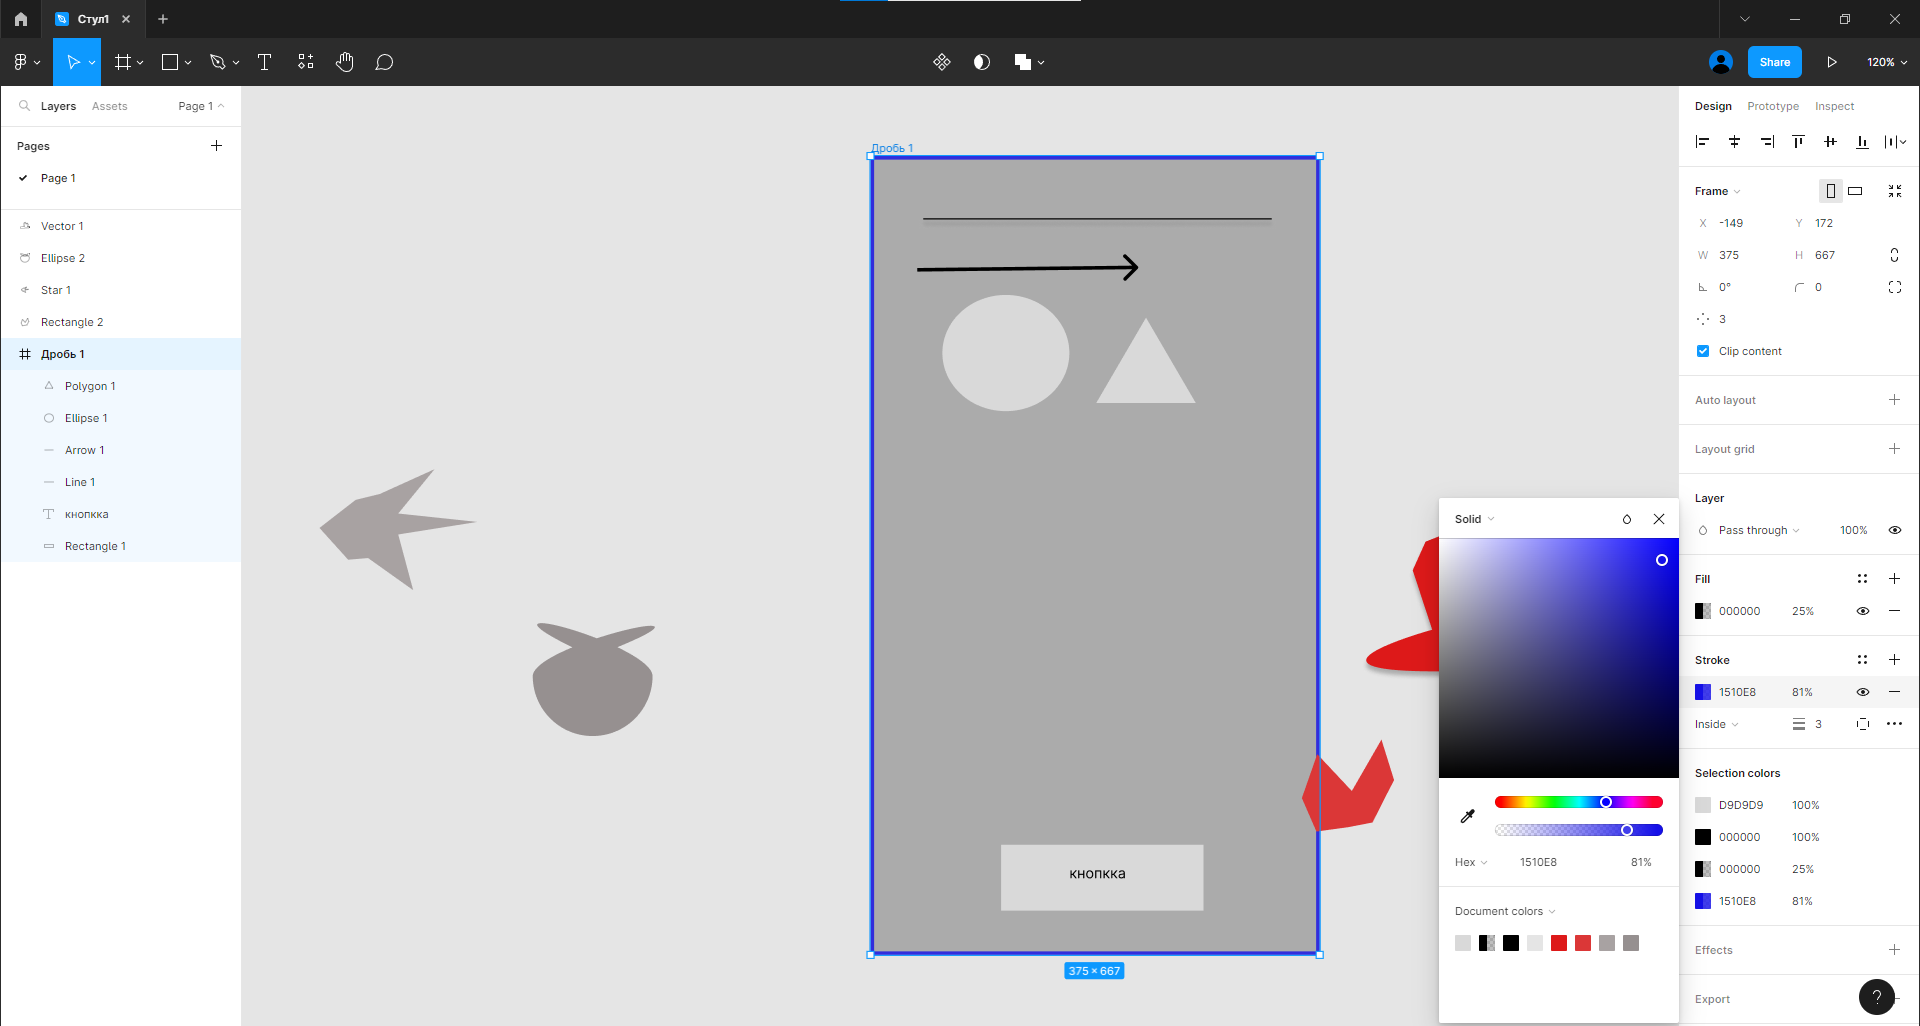 Стул1
Share
120%
Layers
Assets
Page 1
Pages
Page 1
Vector 1
Ellipse 2
Star 1
Rectangle 2
Дробь 1
Polygon 1
Ellipse 1
Arrow 1
Line 1
кнопкка
Rectangle 1
Дробь 1
кнопкка
375 × 667
Solid
Hex
1510E8
81%
Document colors
Design
Prototype
Inspect
Frame
X
-149
Y
172
W
375
H
667
0°
0
3
Clip content
Auto layout
Layout grid
Layer
Pass through
100%
Fill
000000
25%
Stroke
1510E8
81%
Inside
3
Selection colors
D9D9D9
100%
000000
100%
000000
25%
1510E8
81%
Effects
Export
?